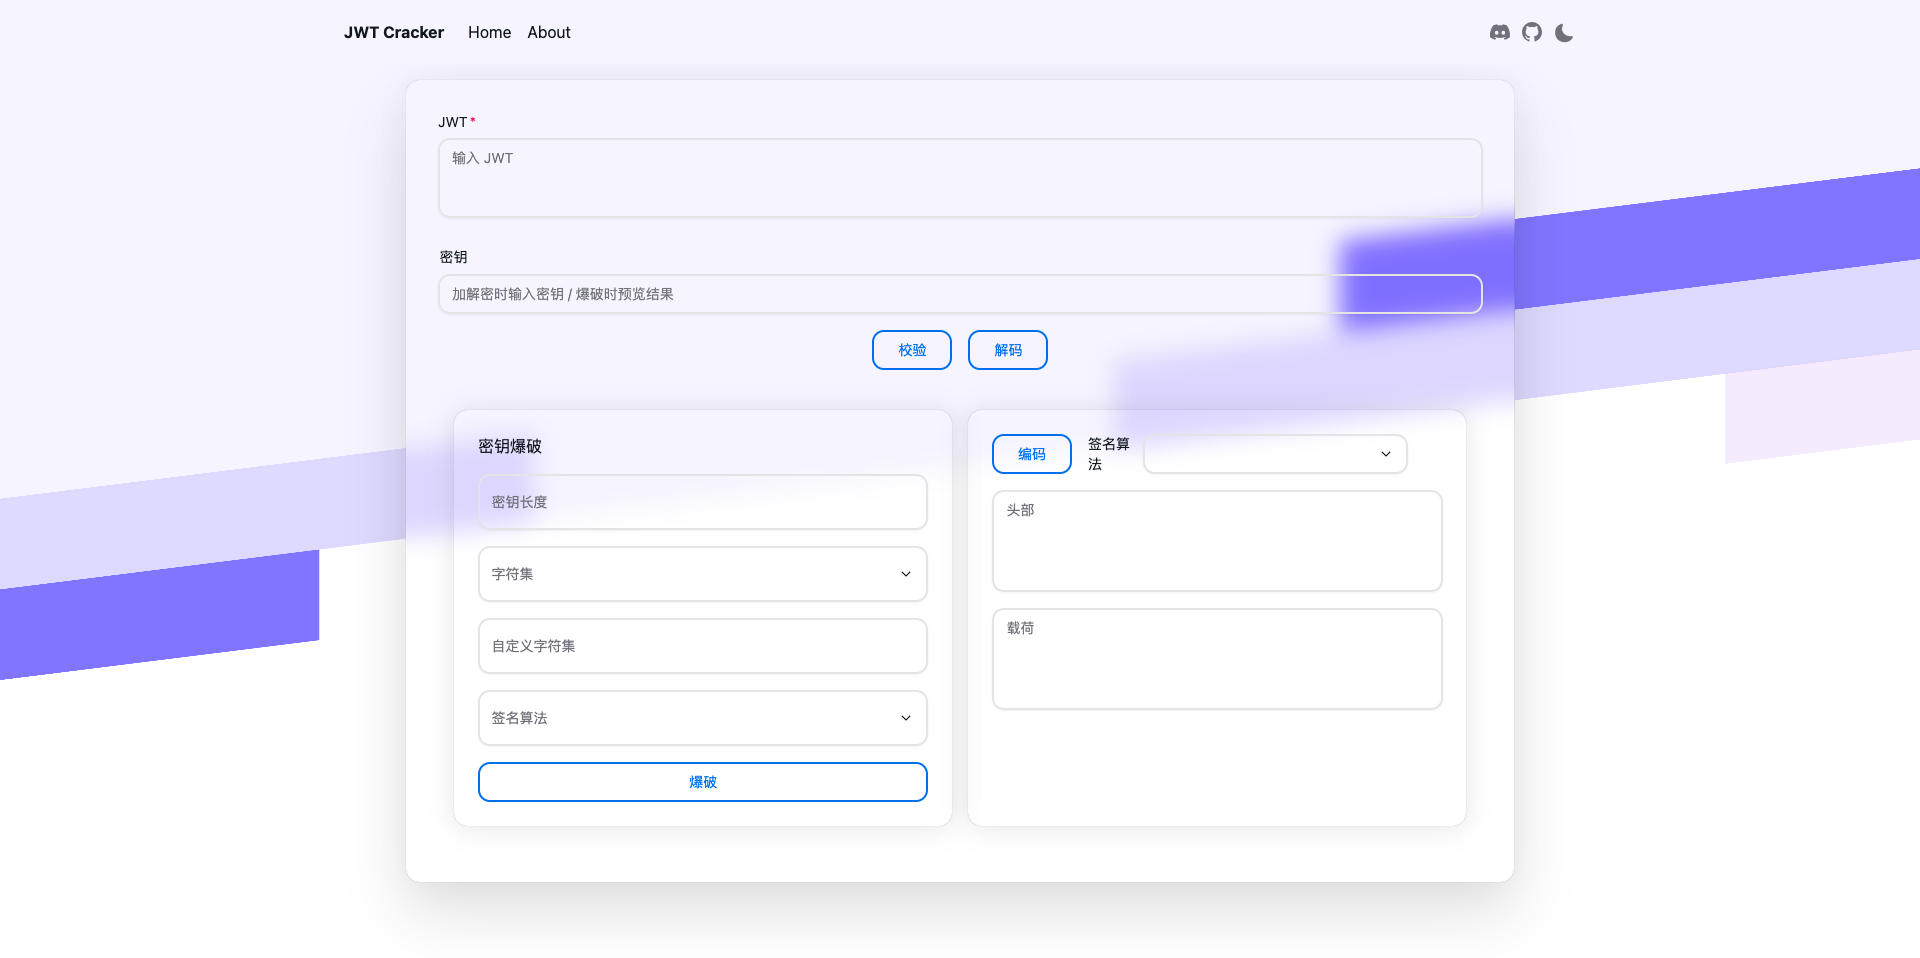 JWT Cracker
Home
About
JWT*
输入 JWT
密钥
加解密时输入密钥 / 爆破时预览结果
校验
解码
密钥爆破
密钥长度
字符集
自定义字符集
签名算法
爆破
编码
签名算
法
头部
载荷